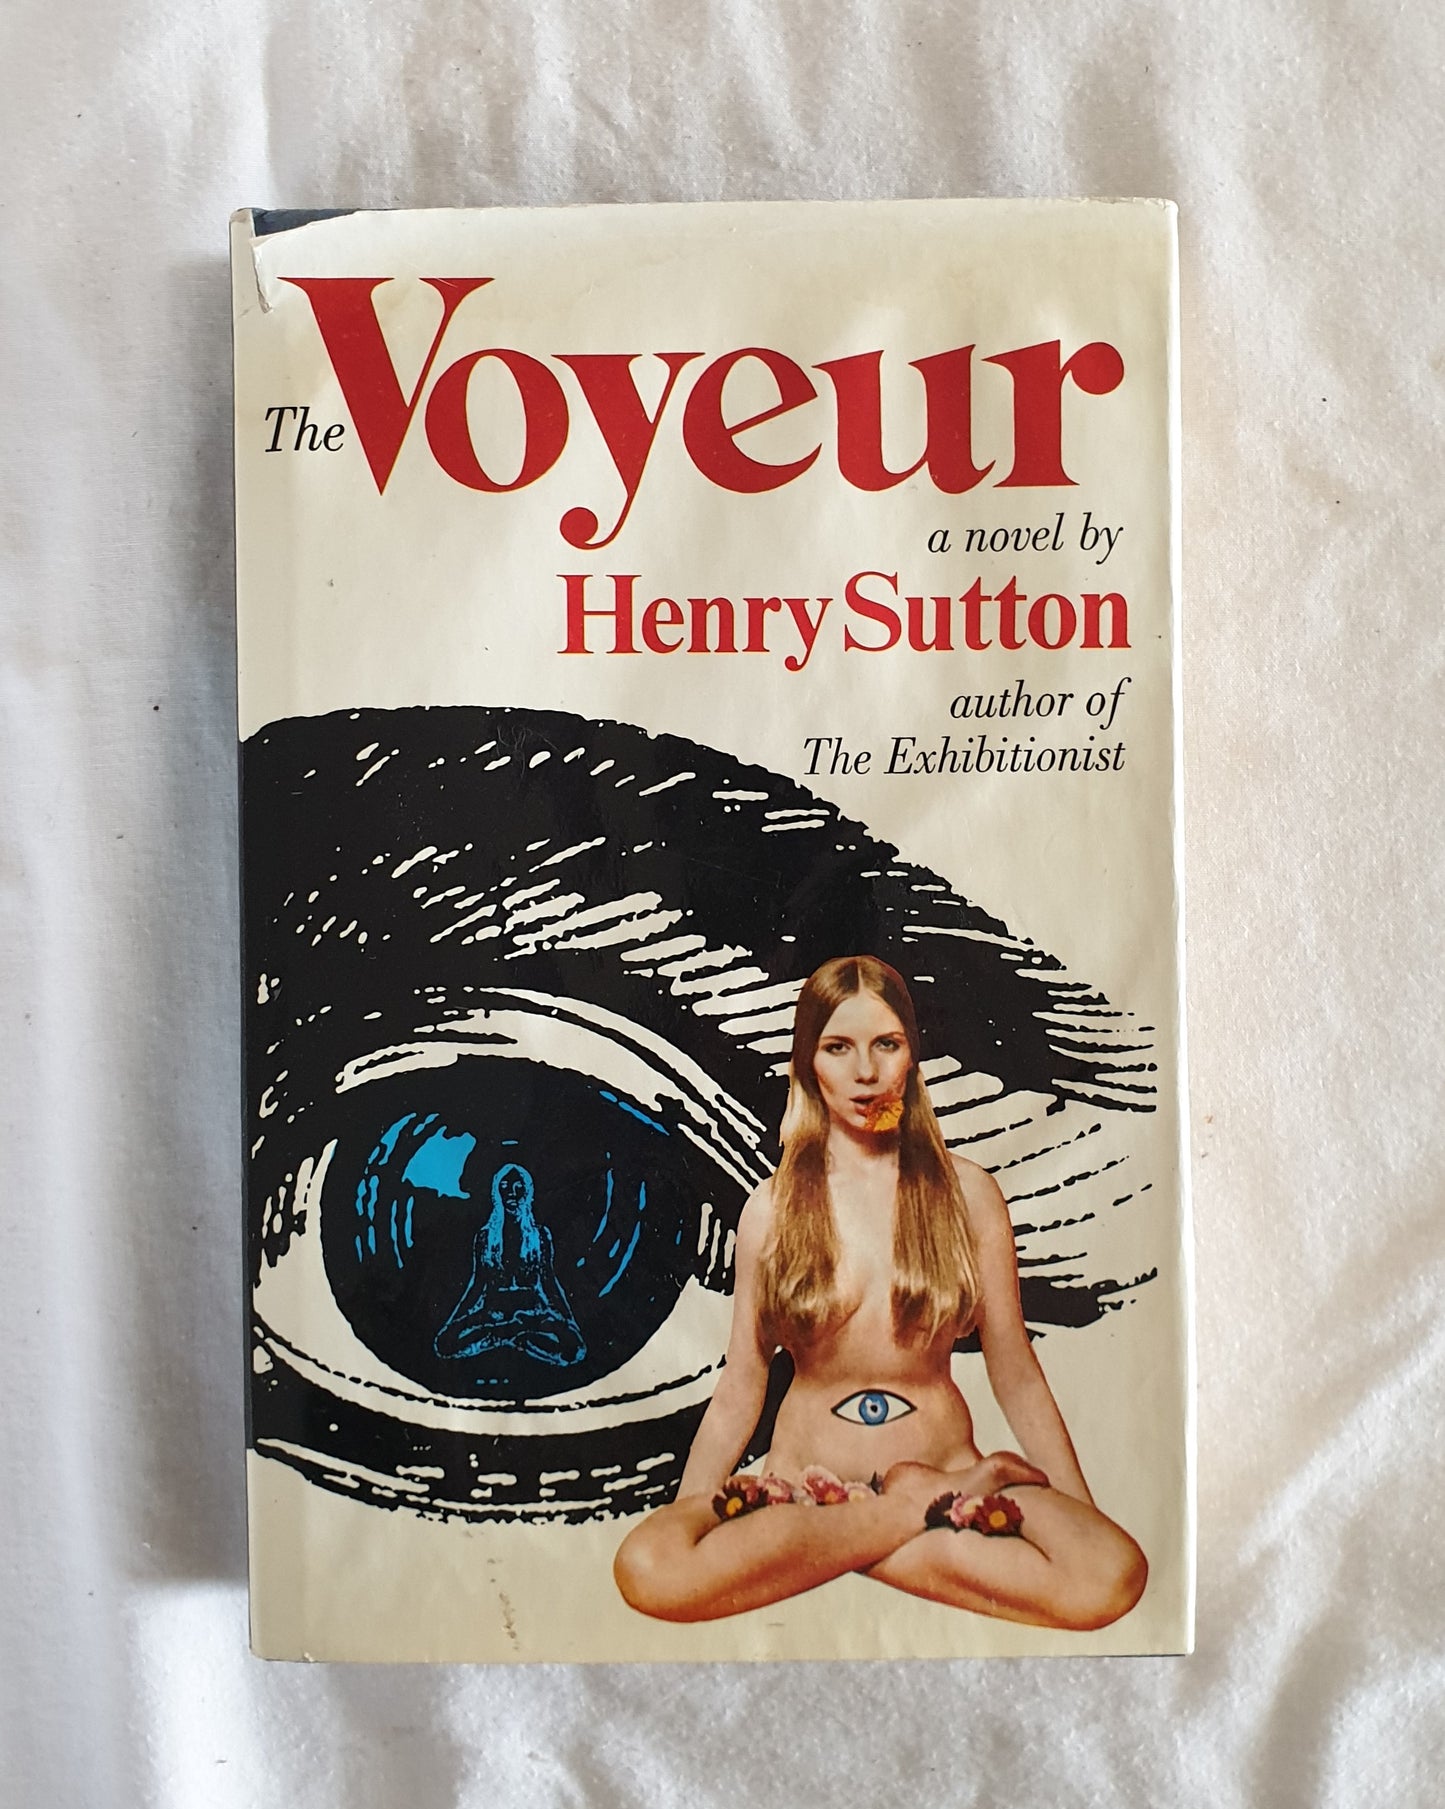 The Voyeur
a novel by
Henry Sutton
author of
The Exhibitionist